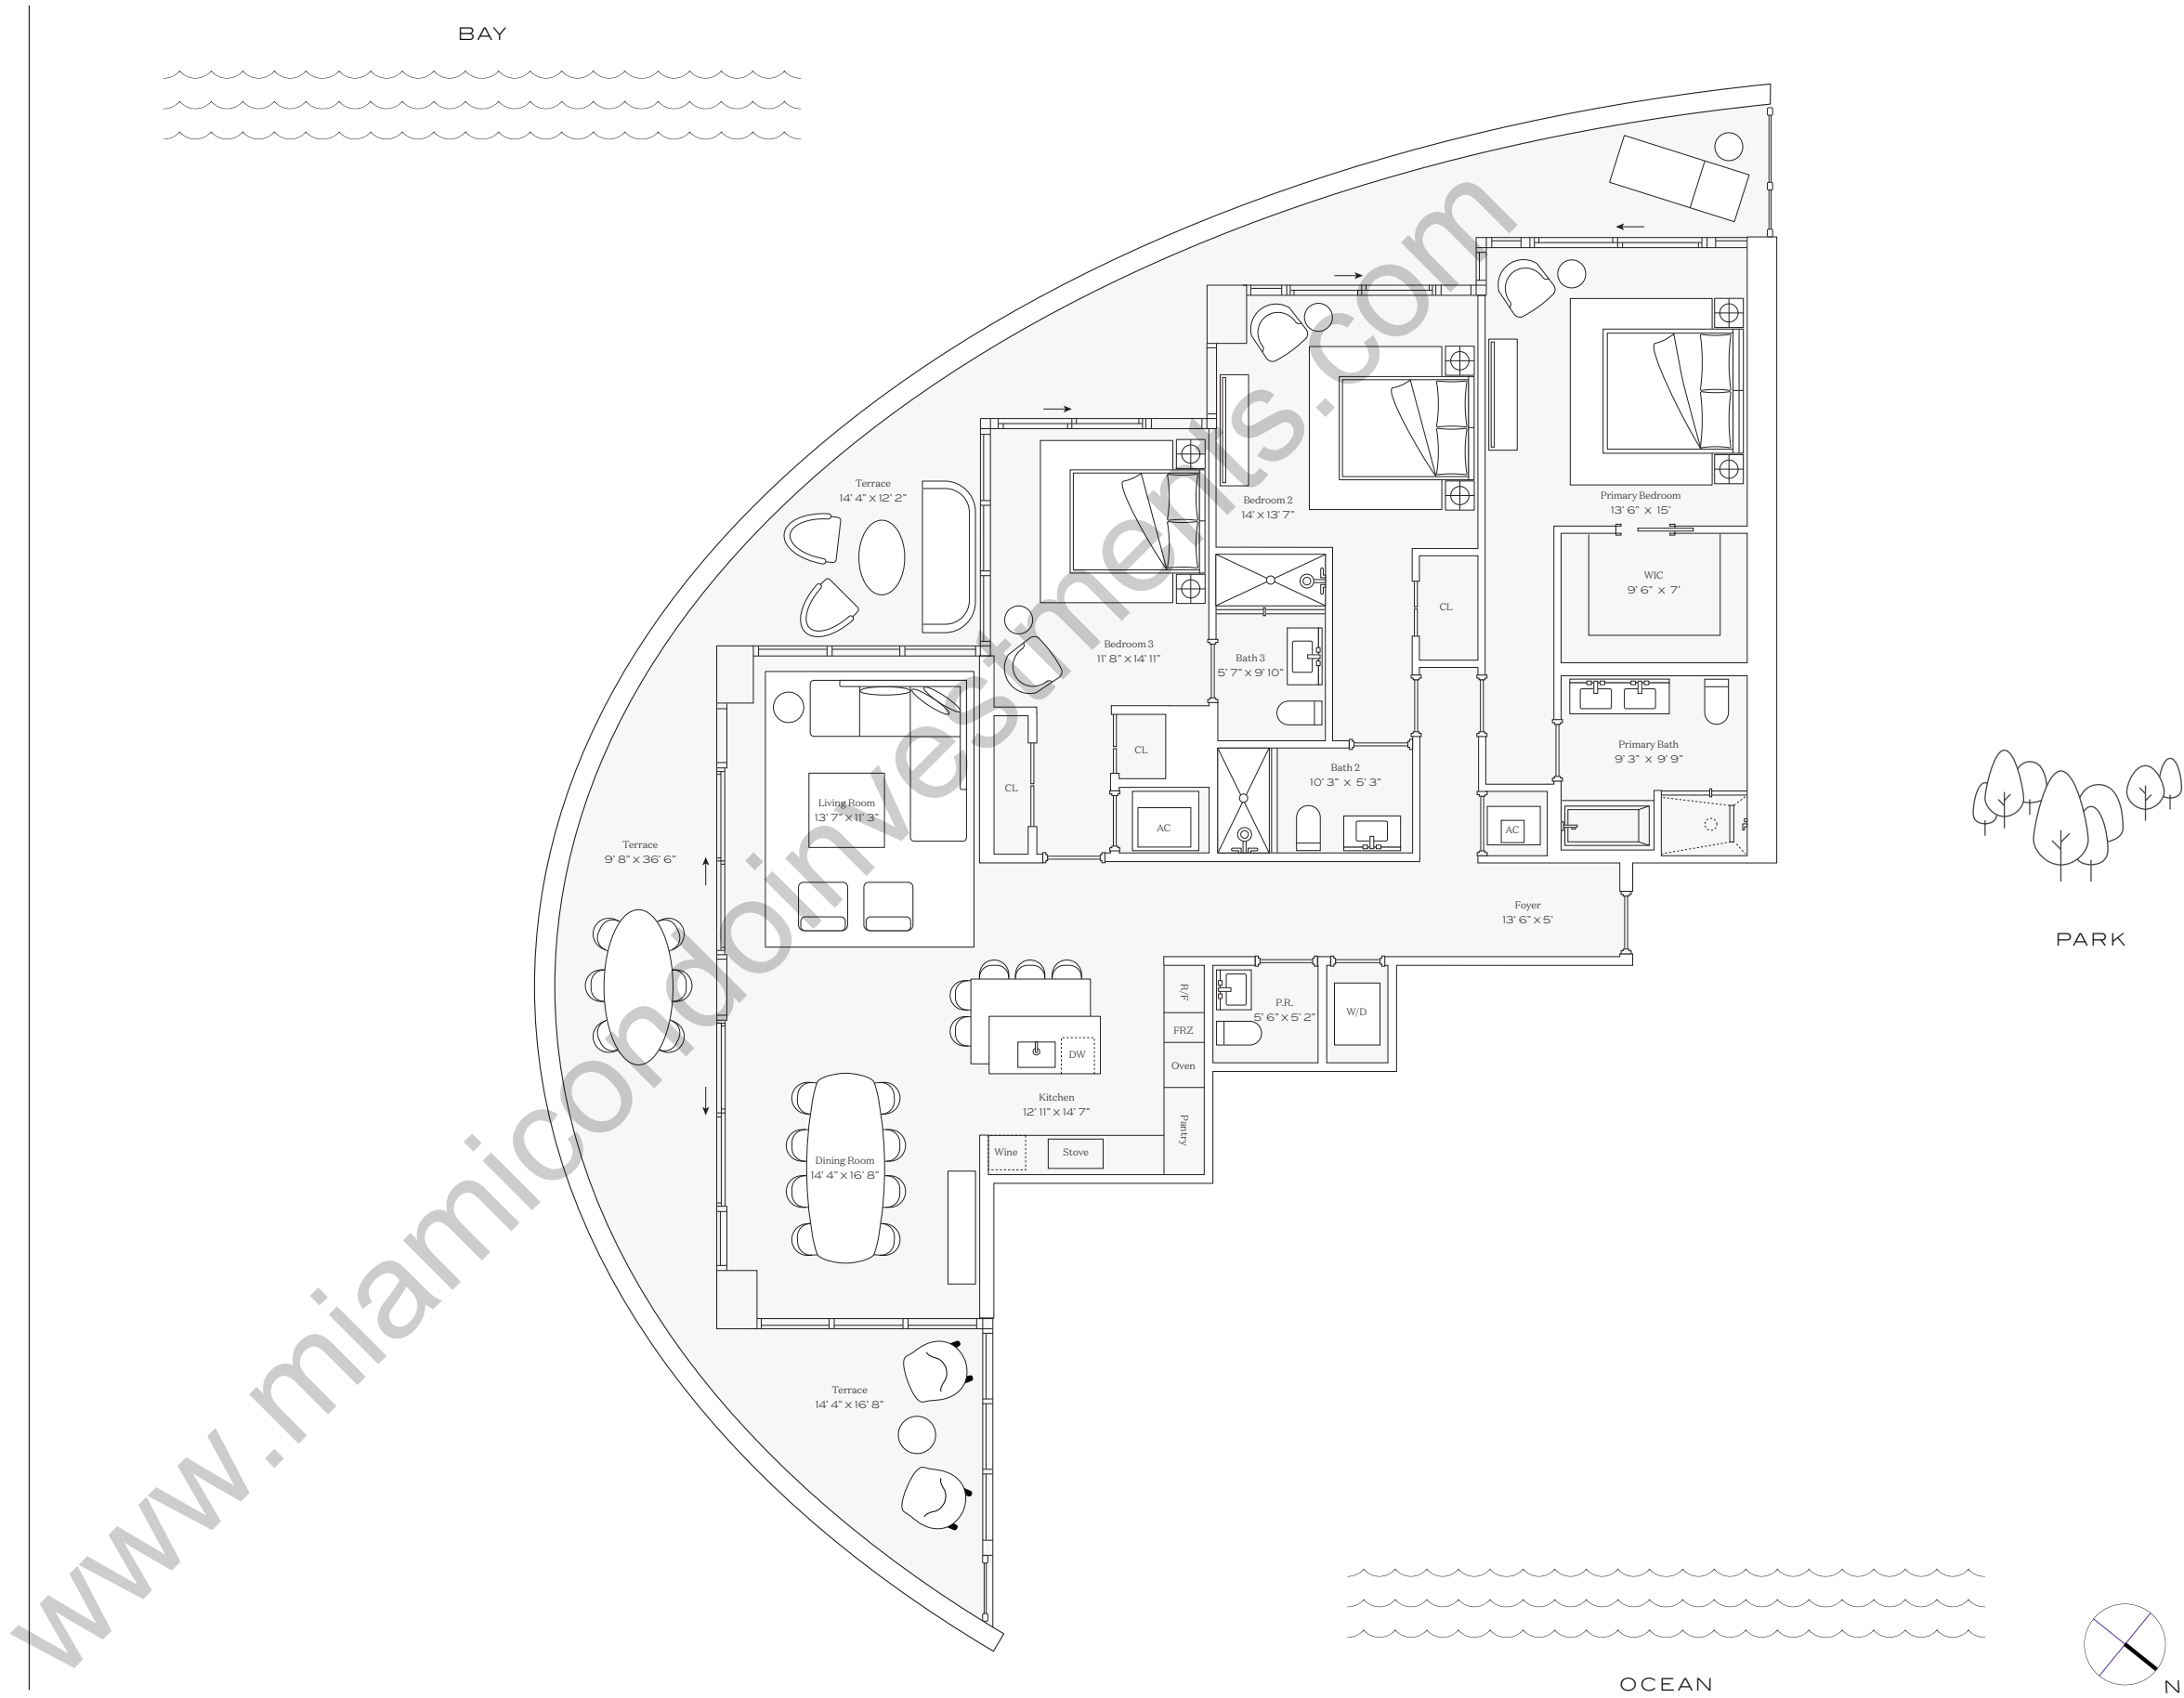 BAY
Terrace
14' 4" X 12' 2"
Bedroom 2
14' X 13' 7"
Primary Bedroom
13' 6" X 15'
WIC
9' 6" X 7'
CL
Bedroom 3
11' 8" X 14' 11"
Bath 3
5' 7" X 9' 10"
CL
CL
Primary Bath
9' 3" X 9' 9"
Bath 2
10' 3" X 5' 3"
Living Room
13' 7" X 11' 3"
AC
AC
Terrace
9' 8" X 36' 6"
Foyer
13' 6" X 5'
PARK
R/F
P.R.
5' 6" X 5' 2"
W/D
FRZ
DW
Oven
Kitchen
12' 11" X 14' 7"
Pantry
Wine
Stove
Dining Room
14' 4" X 16' 8"
Terrace
14' 4" X 16' 8"
OCEAN
N
www.miamicondoinvestments.com